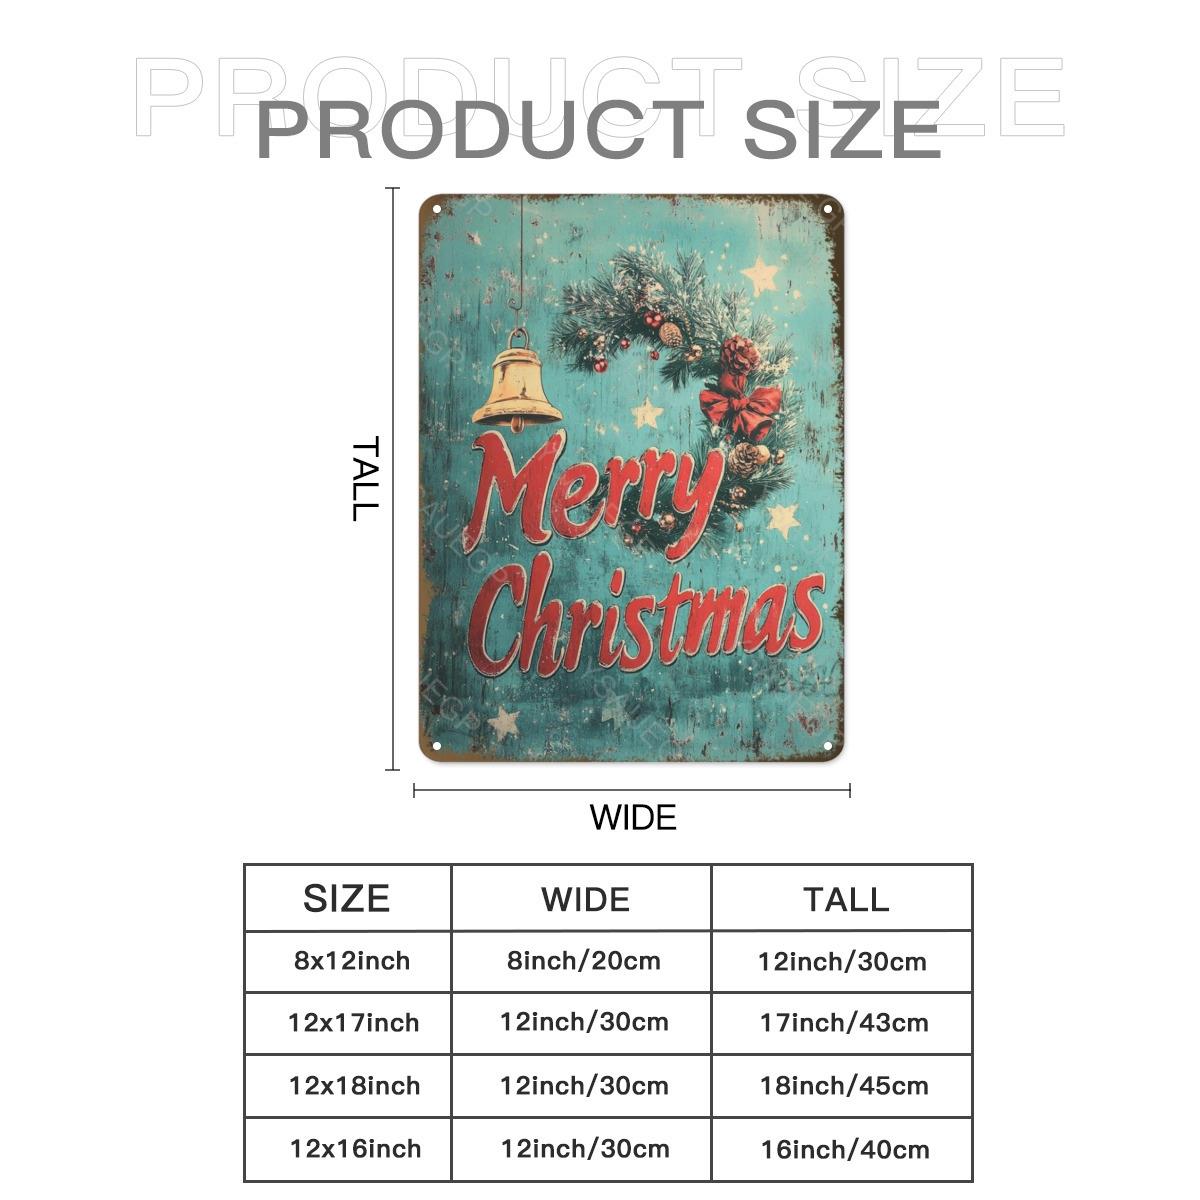 PRODUCT SIZE
PRODUCT SIZE
TALL
Merry
Christmas
WIDE
SIZE WIDE TALL
8x12inch 8inch/20cm 12inch/30cm
12x17inch 12inch/30cm 17inch/43cm
12x18inch 12inch/30cm 18inch/45cm
12x16inch 12inch/30cm 16inch/40cm